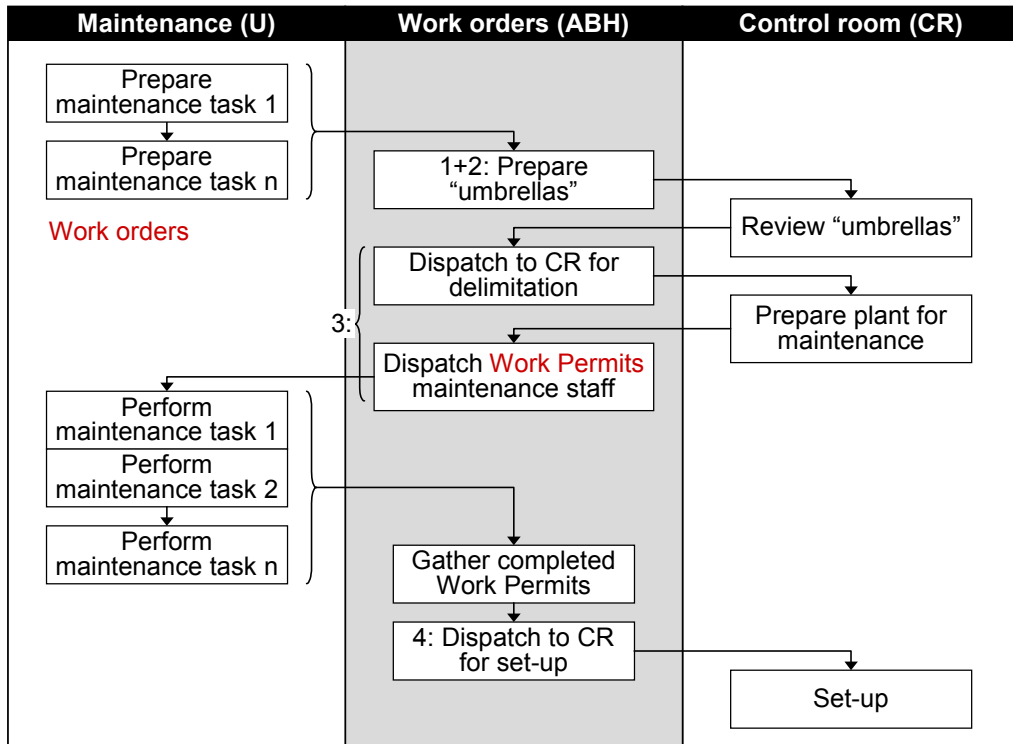 Maintenance (U)
Work orders (ABH)
Control room (CR)
Prepare
maintenance task 1
Prepare
maintenance task n
1+2: Prepare
“umbrellas”
Work orders
Review “umbrellas”
Dispatch to CR for
delimitation
3:
Prepare plant for
maintenance
Dispatch Work Permits
maintenance staff
Perform
maintenance task 1
Perform
maintenance task 2
Perform
maintenance task n
Gather completed
Work Permits
4: Dispatch to CR
for set-up
Set-up